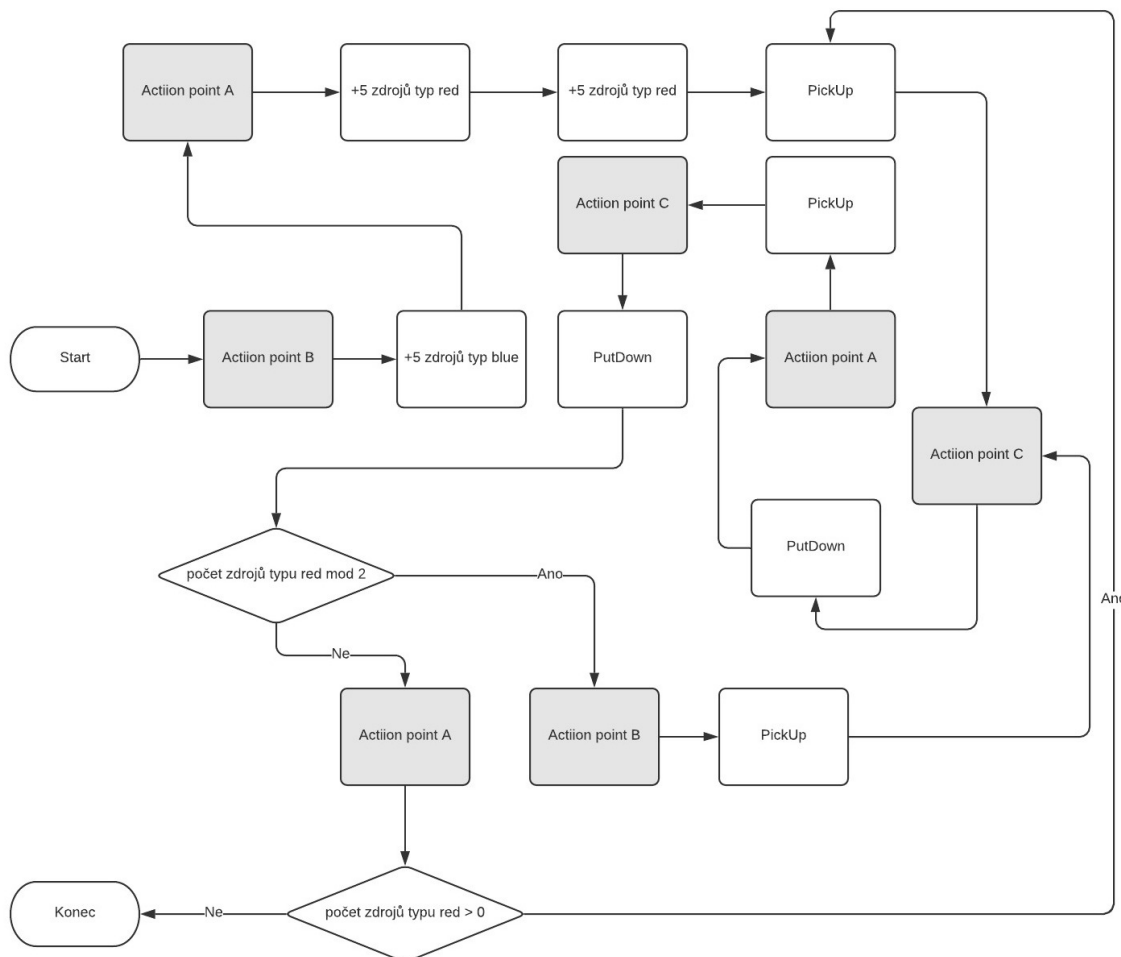 Actiion point A
+5 zdrojů typ red
+5 zdrojů typ red
PickUp
Actiion point C
PickUp
Start
Actiion point B
+5 zdrojů typ blue
PutDown
Actiion point A
Actiion point C
PutDown
počet zdrojů typu red mod 2
Ano
Ano
Ne
Actiion point A
Actiion point B
PickUp
Konec
Ne
počet zdrojů typu red > 0